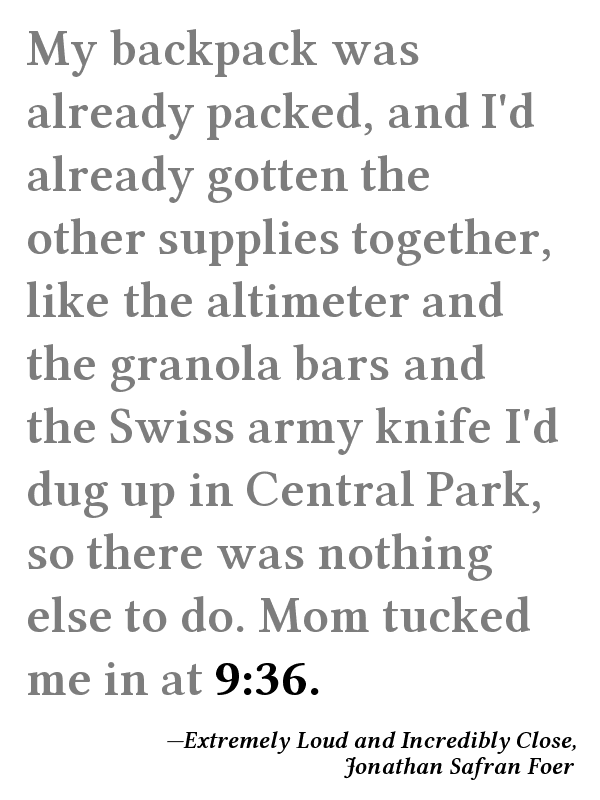 My backpack was
already packed, and I'd
already gotten the
other supplies together,
like the altimeter and
the granola bars and
the Swiss army knife I'd
dug up in Central Park,
so there was nothing
else to do. Mom tucked
me in at 9:36.
—Extremely Loud and Incredibly Close,
Jonathan Safran Foer